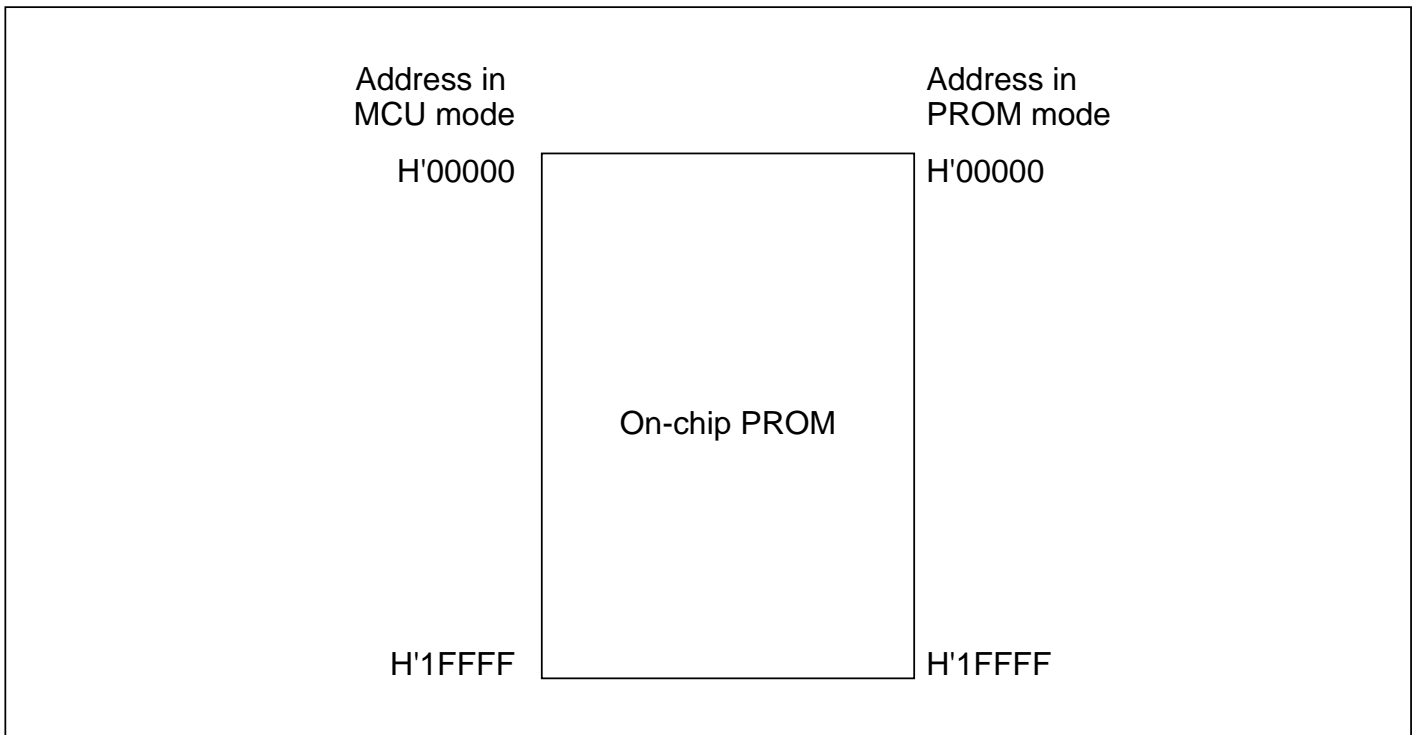 Address in
MCU mode
Address in
PROM mode
H'00000
H'00000
On-chip PROM
H'1FFFF
H'1FFFF